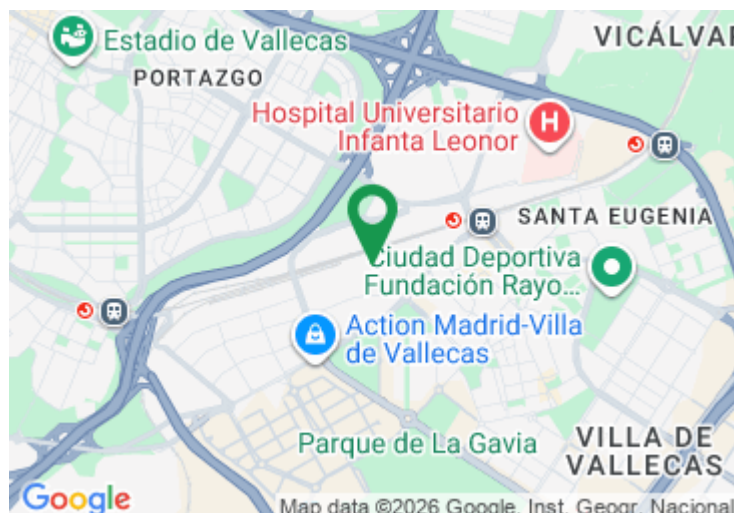 Estadio de Vallecas
PORTAZGO
VICÁLVAR
Hospital Universitario
Infanta Leonor
H
SANTA EUGENIA
Ciudad Deportiva
Fundación Rayo...
Action Madrid-Villa
de Vallecas
Parque de La Gavia
VILLA DE
VALLECAS
Google
Map data ©2026 Google, Inst. Geogr. Nacional